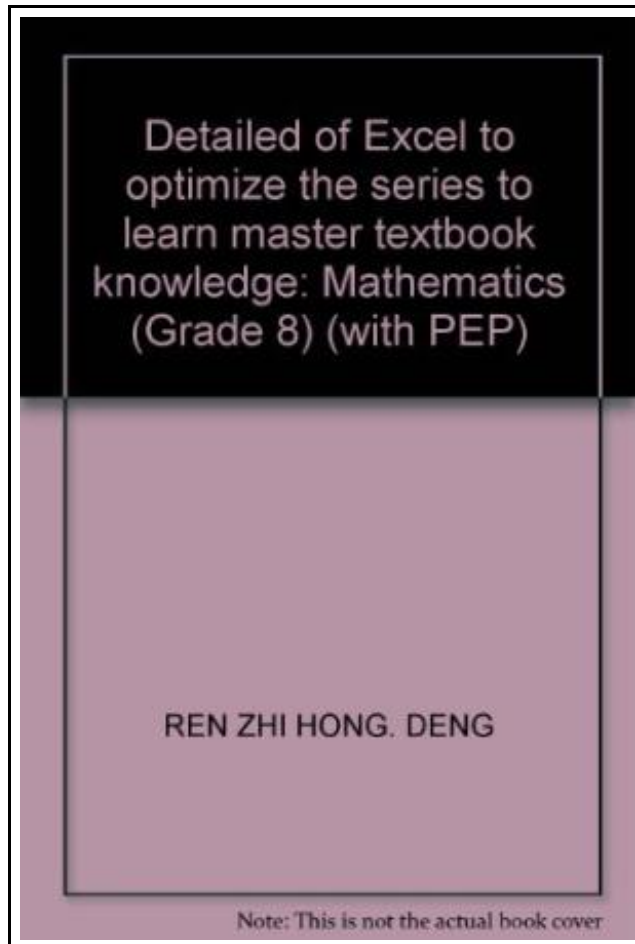 Detailed of Excel to
optimize the series to
learn master textbook
knowledge: Mathematics
(Grade 8) (with PEP)
REN ZHI HONG. DENG
Note: This is not the actual book cover